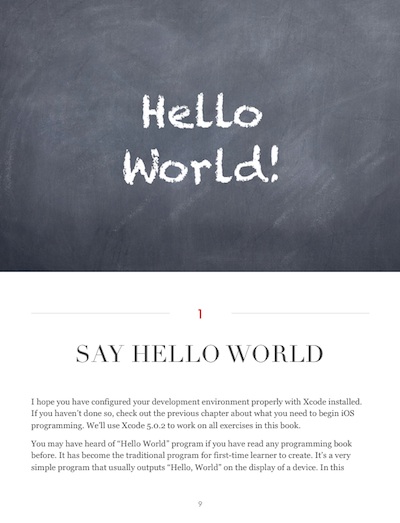 Hello
World!
1
SAY HELLO WORLD
I hope you have configured your development environment properly with Xcode installed.
If you haven't done so, check out the previous chapter about what you need to begin iOS
programming. We'll use Xcode 5.0.2 to work on all exercises in this book.
You may have heard of “Hello World” program if you have read any programming book
before. It has become the traditional program for first-time learner to create. It's a very
simple program that usually outputs “Hello, World” on the display of a device. In this
9